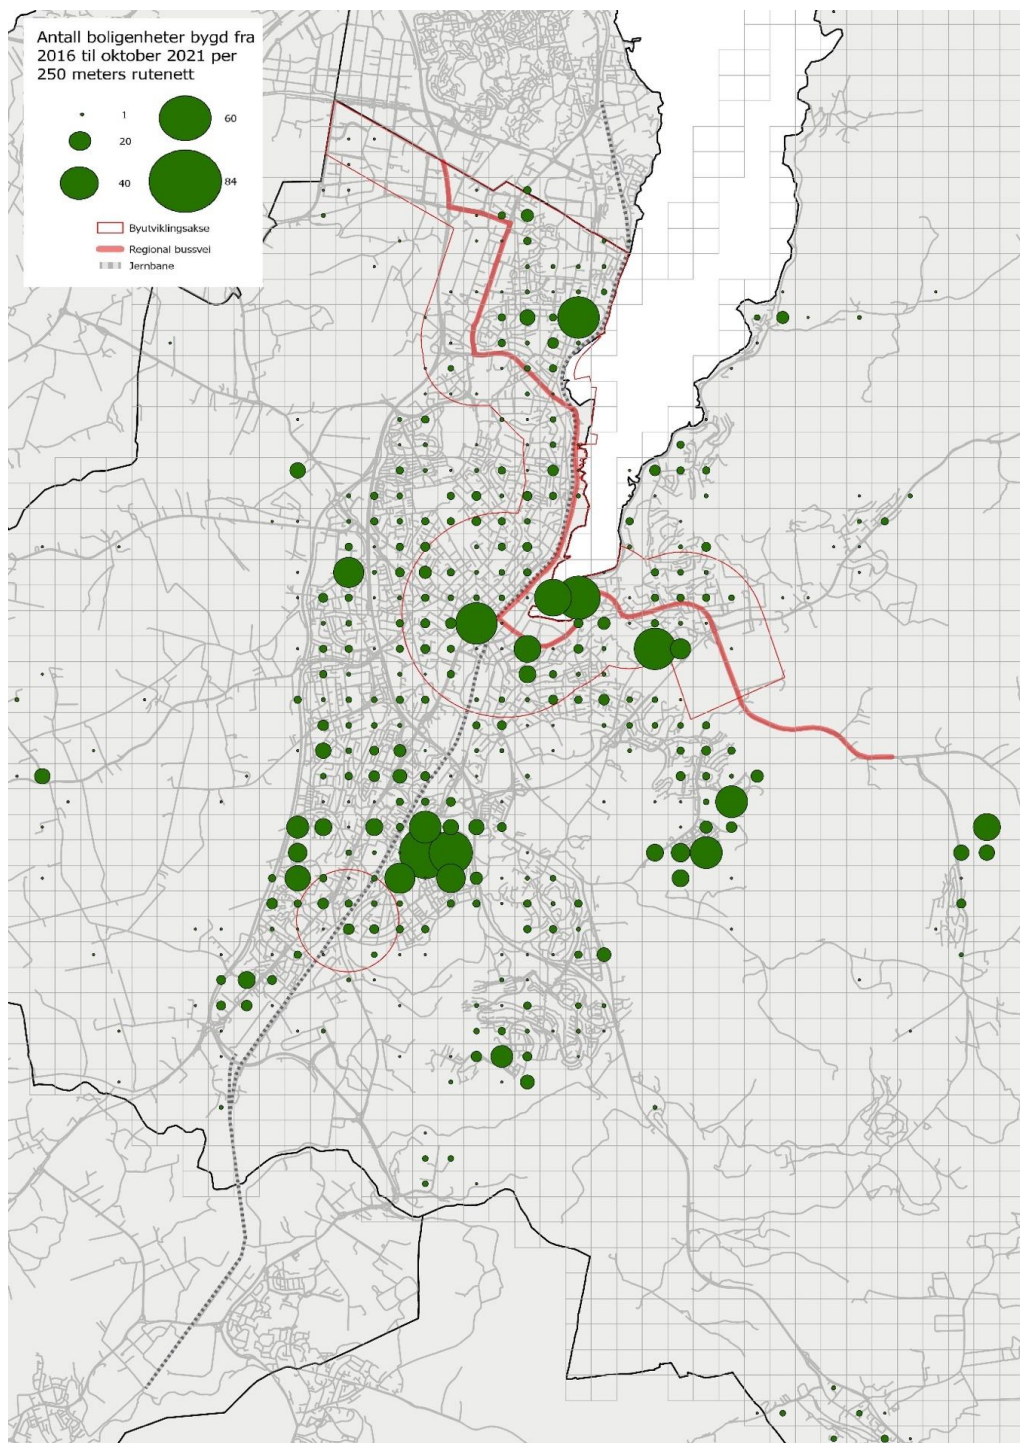 Antall boligenheter bygd fra
2016 til oktober 2021 per
250 meters rutenett
1
60
20
40
84
Byutviklingsakse
Regional bussvei
Jernbane